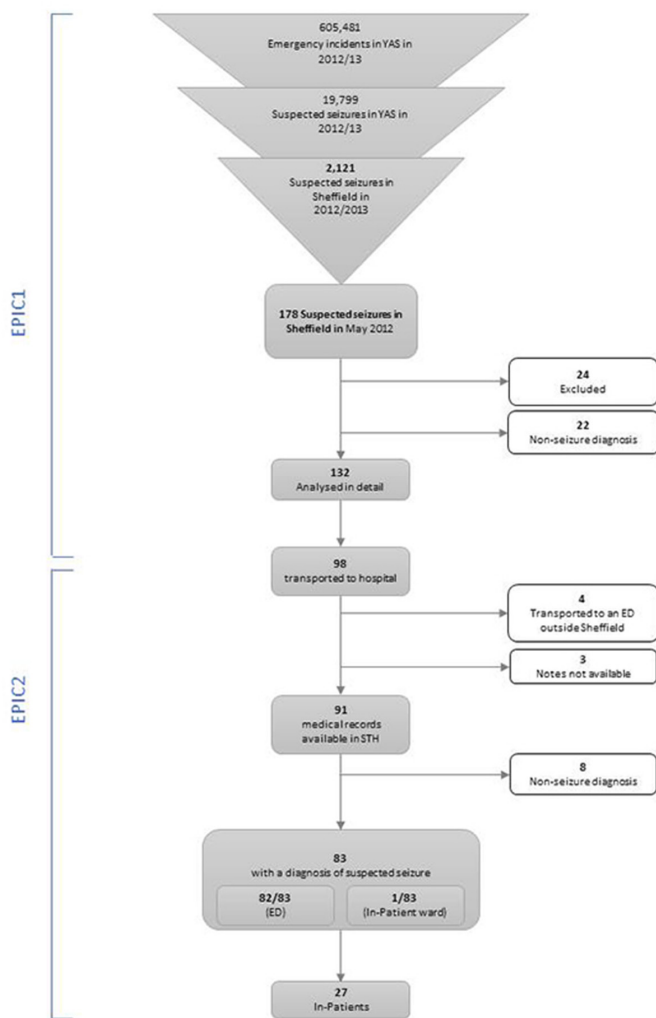 605,481
Emergency incidents in YAS in
2012/13
19,799
Suspected seizures in YAS in
2012/13
2,121
Suspected seizures in
Sheffield in
2012/2013
EPIC1
178 Suspected seizures in
Sheffield in May 2012
24
Excluded
22
Non-seizure diagnosis
132
Analysed in detail
98
transported to hospital
EPIC2
4
Transported to an ED
outside Sheffield
3
Notes not available
91
medical records
available in STH
8
Non-seizure diagnosis
83
with a diagnosis of suspected seizure
82/83
(ED)
1/83
(In-Patient ward)
27
In-Patients